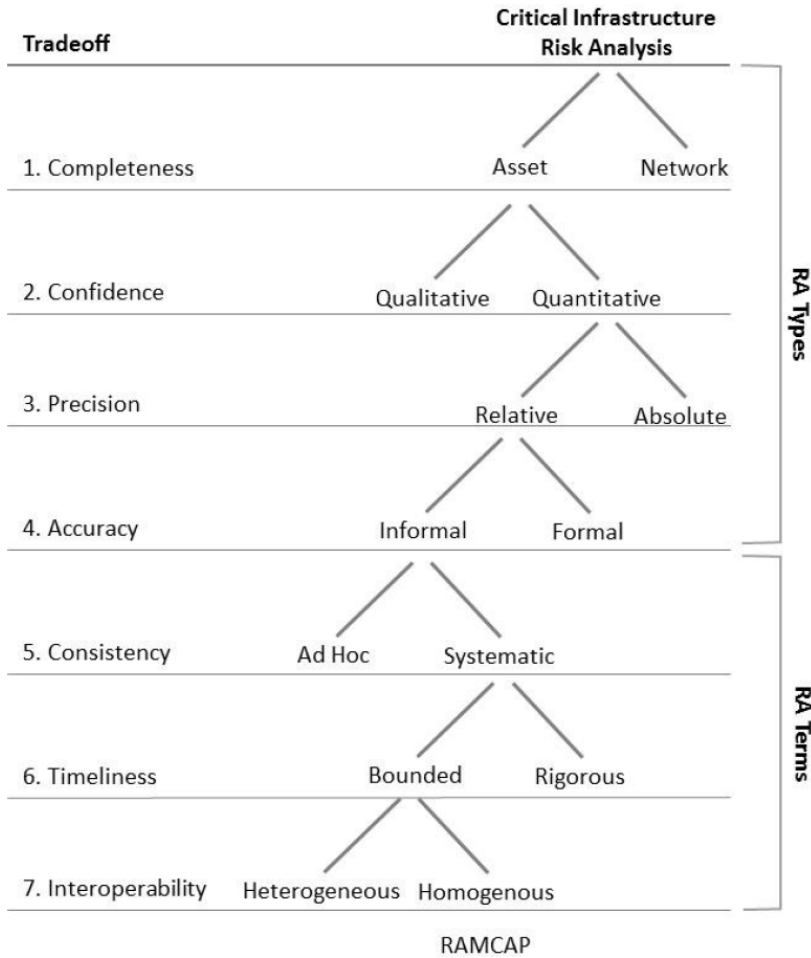 Tradeoff
Critical Infrastructure
Risk Analysis
1. Completeness
Asset
Network
2. Confidence
Qualitative
Quantitative
3. Precision
Relative
Absolute
4. Accuracy
Informal
Formal
RA Types
5. Consistency
Ad Hoc
Systematic
6. Timeliness
Bounded
Rigorous
7. Interoperability
Heterogeneous
Homogenous
RA Terms
RAMCAP